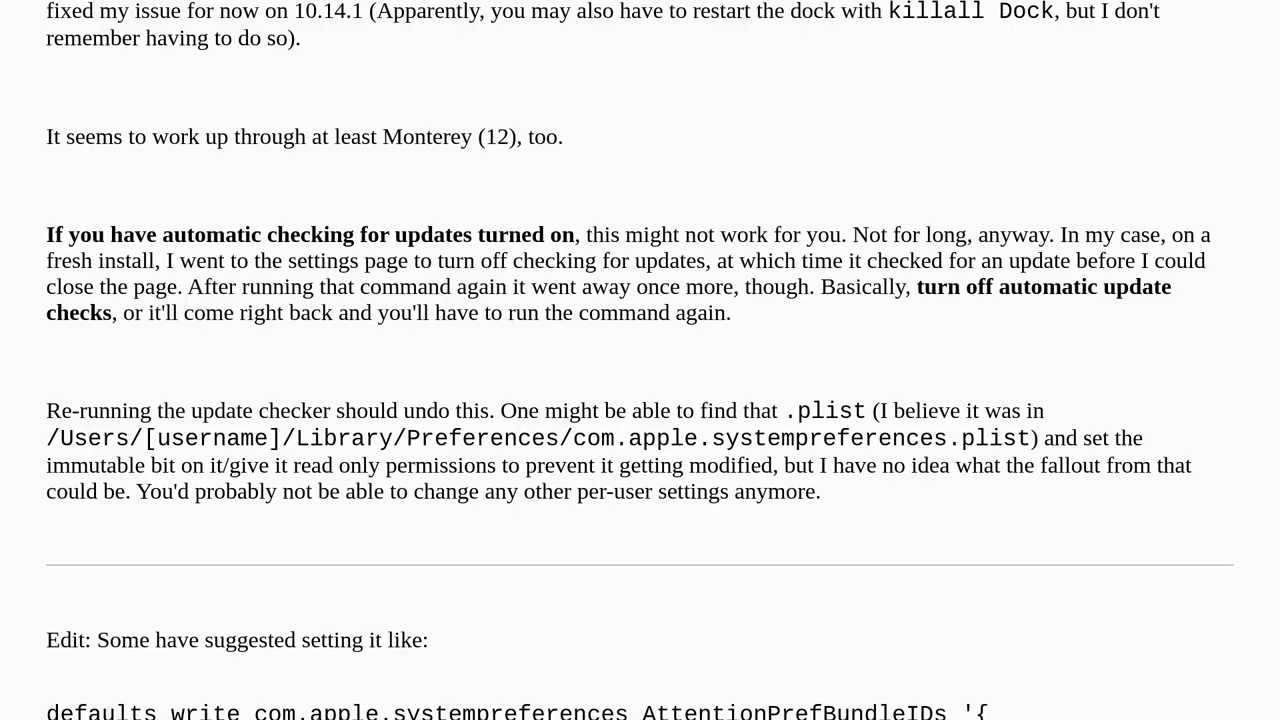 fixed my issue for now on 10.14.1 (Apparently, you may also have to restart the dock with killall Dock, but I don't
remember having to do so).
It seems to work up through at least Monterey (12), too.
If you have automatic checking for updates turned on, this might not work for you. Not for long, anyway. In my case, on a
fresh install, I went to the settings page to turn off checking for updates, at which time it checked for an update before I could
close the page. After running that command again it went away once more, though. Basically, turn off automatic update
checks, or it'll come right back and you'll have to run the command again.
Re-running the update checker should undo this. One might be able to find that .plist (I believe it was in
/Users/[username]/Library/Preferences/com.apple.systempreferences.plist) and set the
immutable bit on it/give it read only permissions to prevent it getting modified, but I have no idea what the fallout from that
could be. You'd probably not be able to change any other per-user settings anymore.
Edit: Some have suggested setting it like:
defaults write com.apple.systempreferences AttentionPrefBundleIDs '{